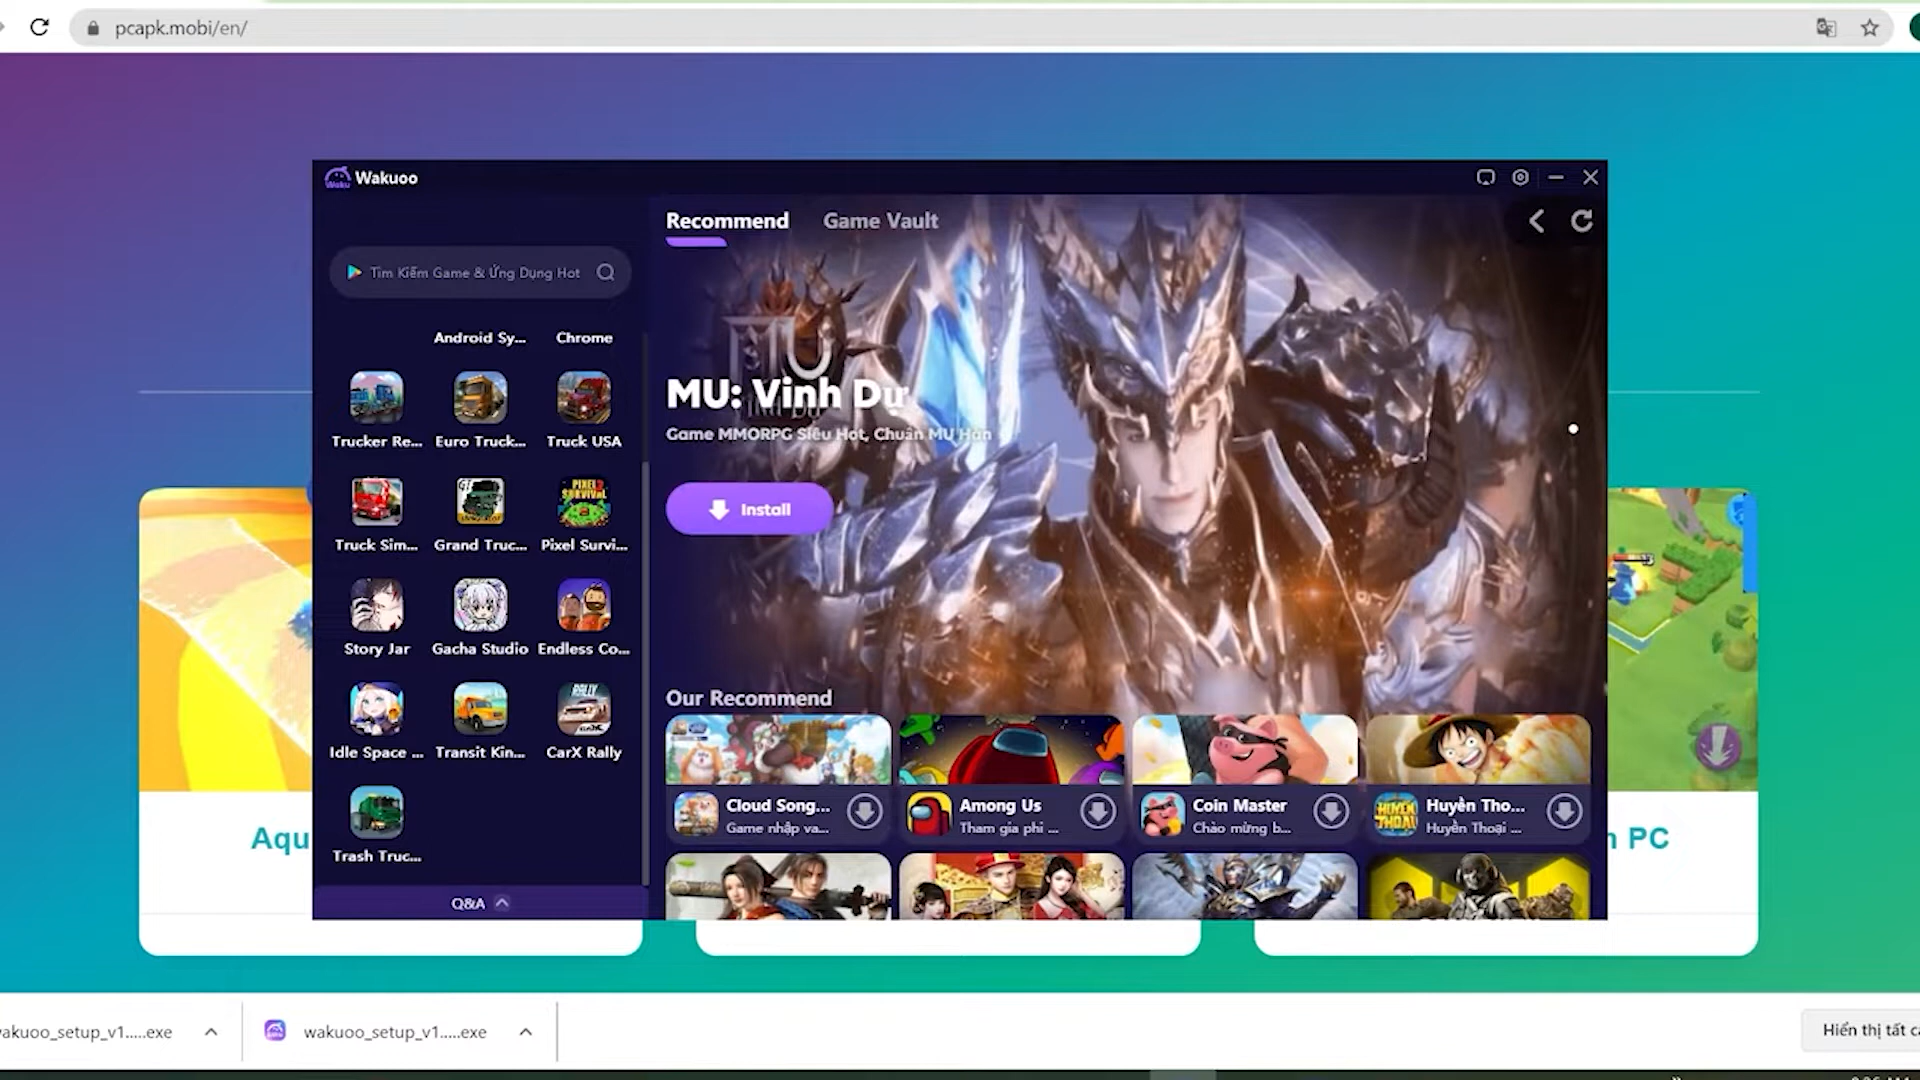 pcapk.mobi/en/
Wakuoo
Recommend
Game Vault
Tìm Kiếm Game & Ứng Dụng Hot
Android Sy...
Chrome
Trucker Re...
Euro Truck...
Truck USA
Truck Sim...
Grand Truc...
Pixel Survi...
Story Jar
Gacha Studio
Endless Co...
Idle Space ...
Transit Kin...
CarX Rally
Trash Truc...
Q&A
MU: Vinh Dự
Game MMORPG Siêu Hot, Chuẩn MU Hàn
Install
Our Recommend
Cloud Song...
Game nhập va...
Among Us
Tham gia phi ...
Coin Master
Chào mừng b...
Huyền Tho...
Huyền Thoại ...
Aqu
n PC
akuoo_setup_v1.....exe
wakuoo_setup_v1.....exe
Hiển thị tất c